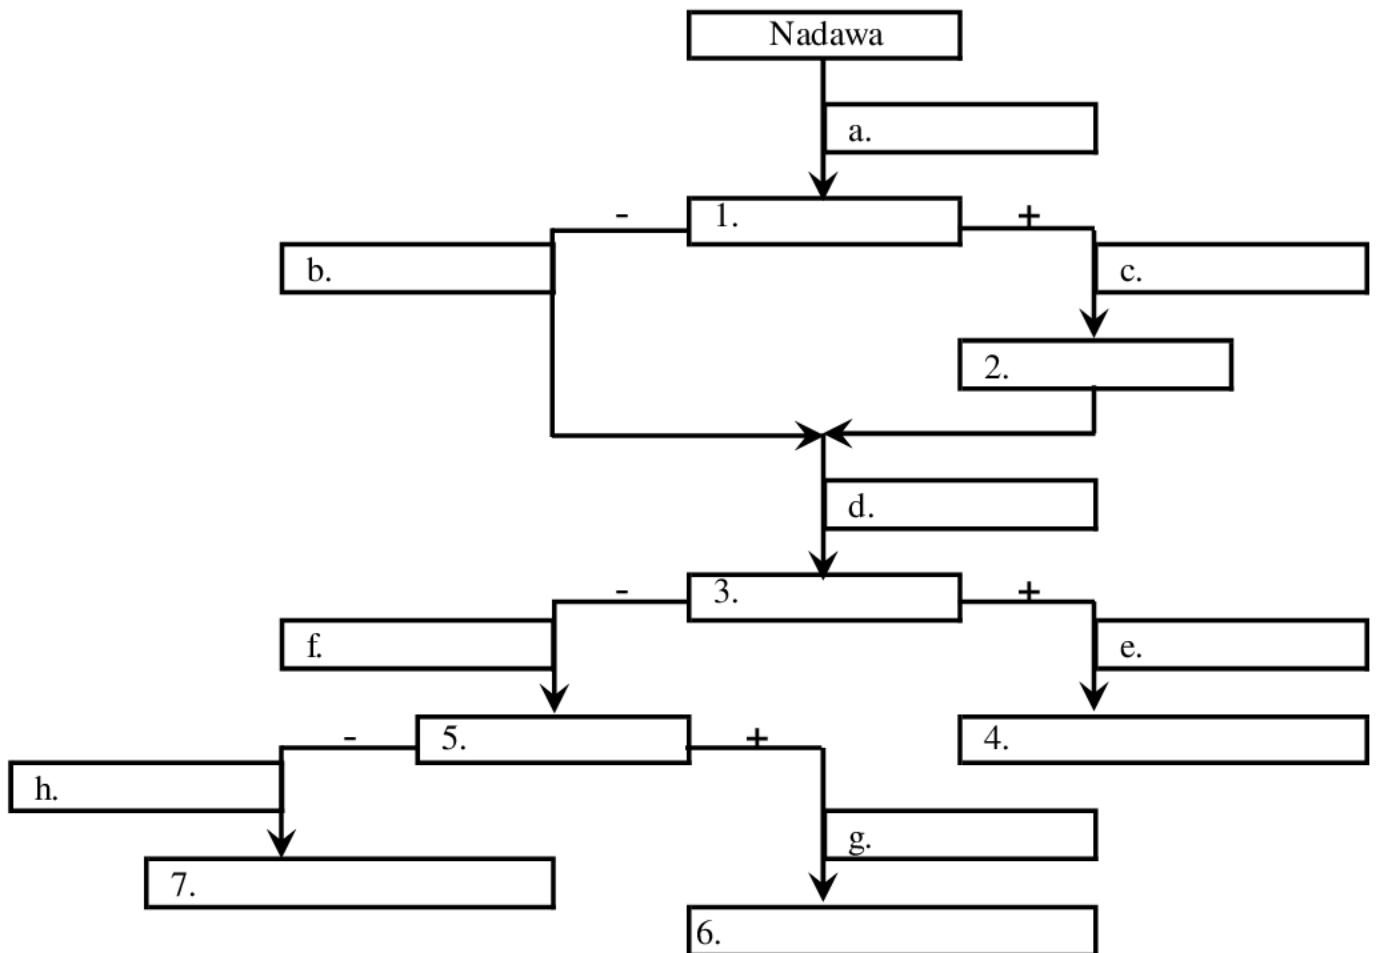 Nadawa
a.
- 1. +
b.
c.
2.
d.
- 3. +
f.
e.
- 5. +
4.
h.
g.
7.
6.